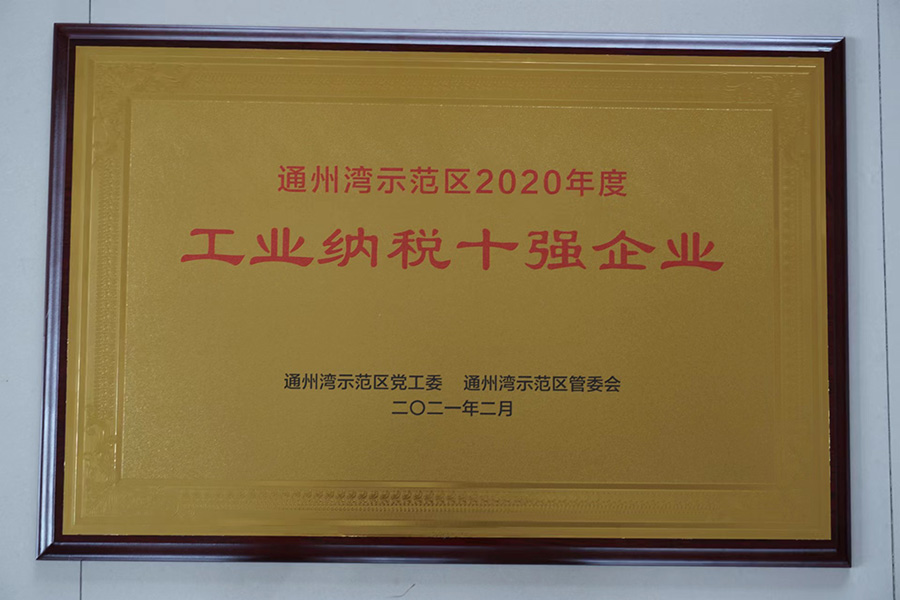 通州湾示范区2020年度
工业纳税十强企业
通州湾示范区党工委 通州湾示范区管委会
二〇二一年二月